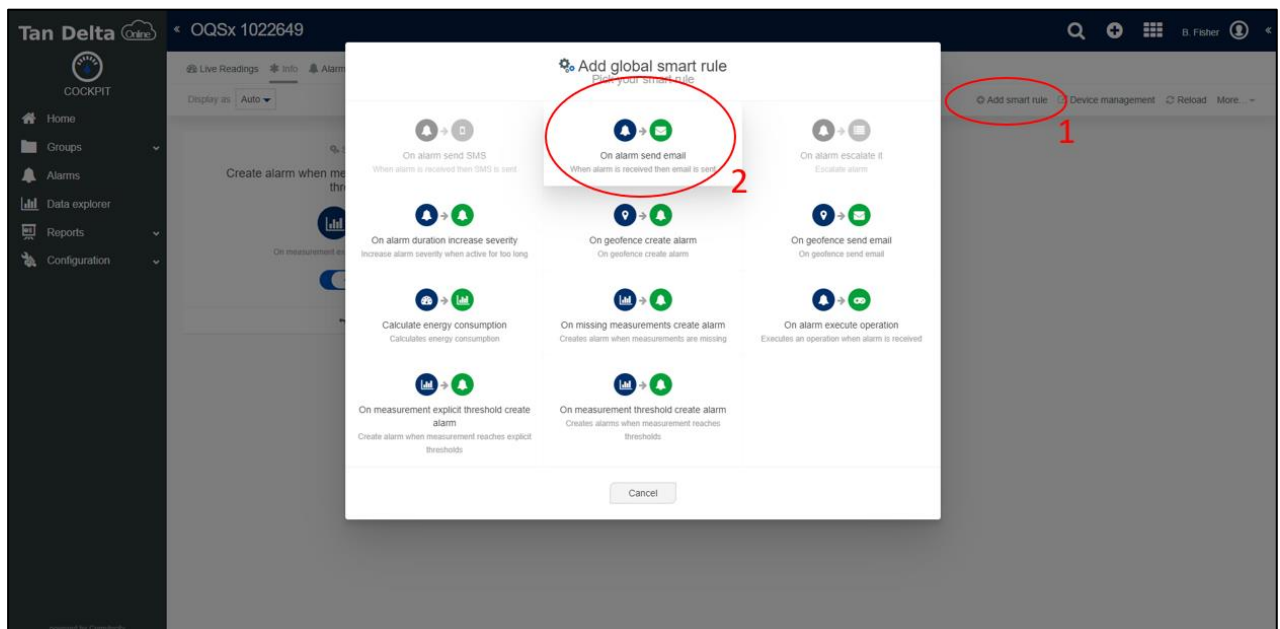 Tan Delta Online
« OQSx 1022649
B. Fisher «
COCKPIT
Home
Groups
Alarms
Data explorer
Reports
Configuration
Live Readings Info Alarm
Display as Auto
Add smart rule Device management Reload More...
1
Create alarm when me
thr
On measurement ex
Add global smart rule
Pick your smart rule
On alarm send SMS
When alarm is received then SMS is sent
On alarm send email
When alarm is received then email is sent
2
On alarm escalate it
Escalate alarm
On alarm duration increase severity
Increase alarm severity when active for too long
On geofence create alarm
On geofence create alarm
On geofence send email
On geofence send email
Calculate energy consumption
Calculates energy consumption
On missing measurements create alarm
Creates alarm when measurements are missing
On alarm execute operation
Executes an operation when alarm is received
On measurement explicit threshold create
alarm
Create alarm when measurement reaches explicit
thresholds
On measurement threshold create alarm
Creates alarms when measurement reaches
thresholds
Cancel